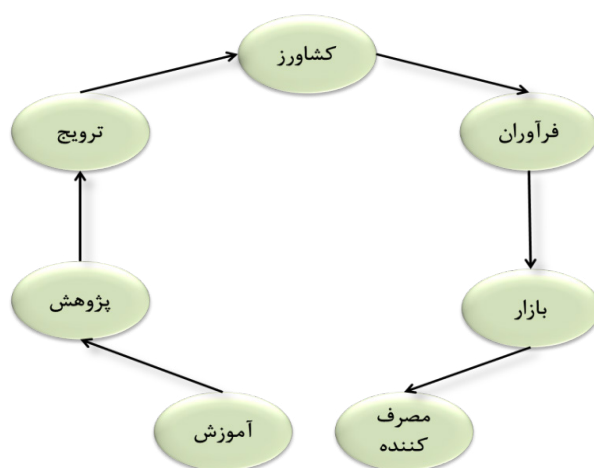 کشاورز
ترویج
فرآوران
پژوهش
بازار
آموزش
مصرف
کننده